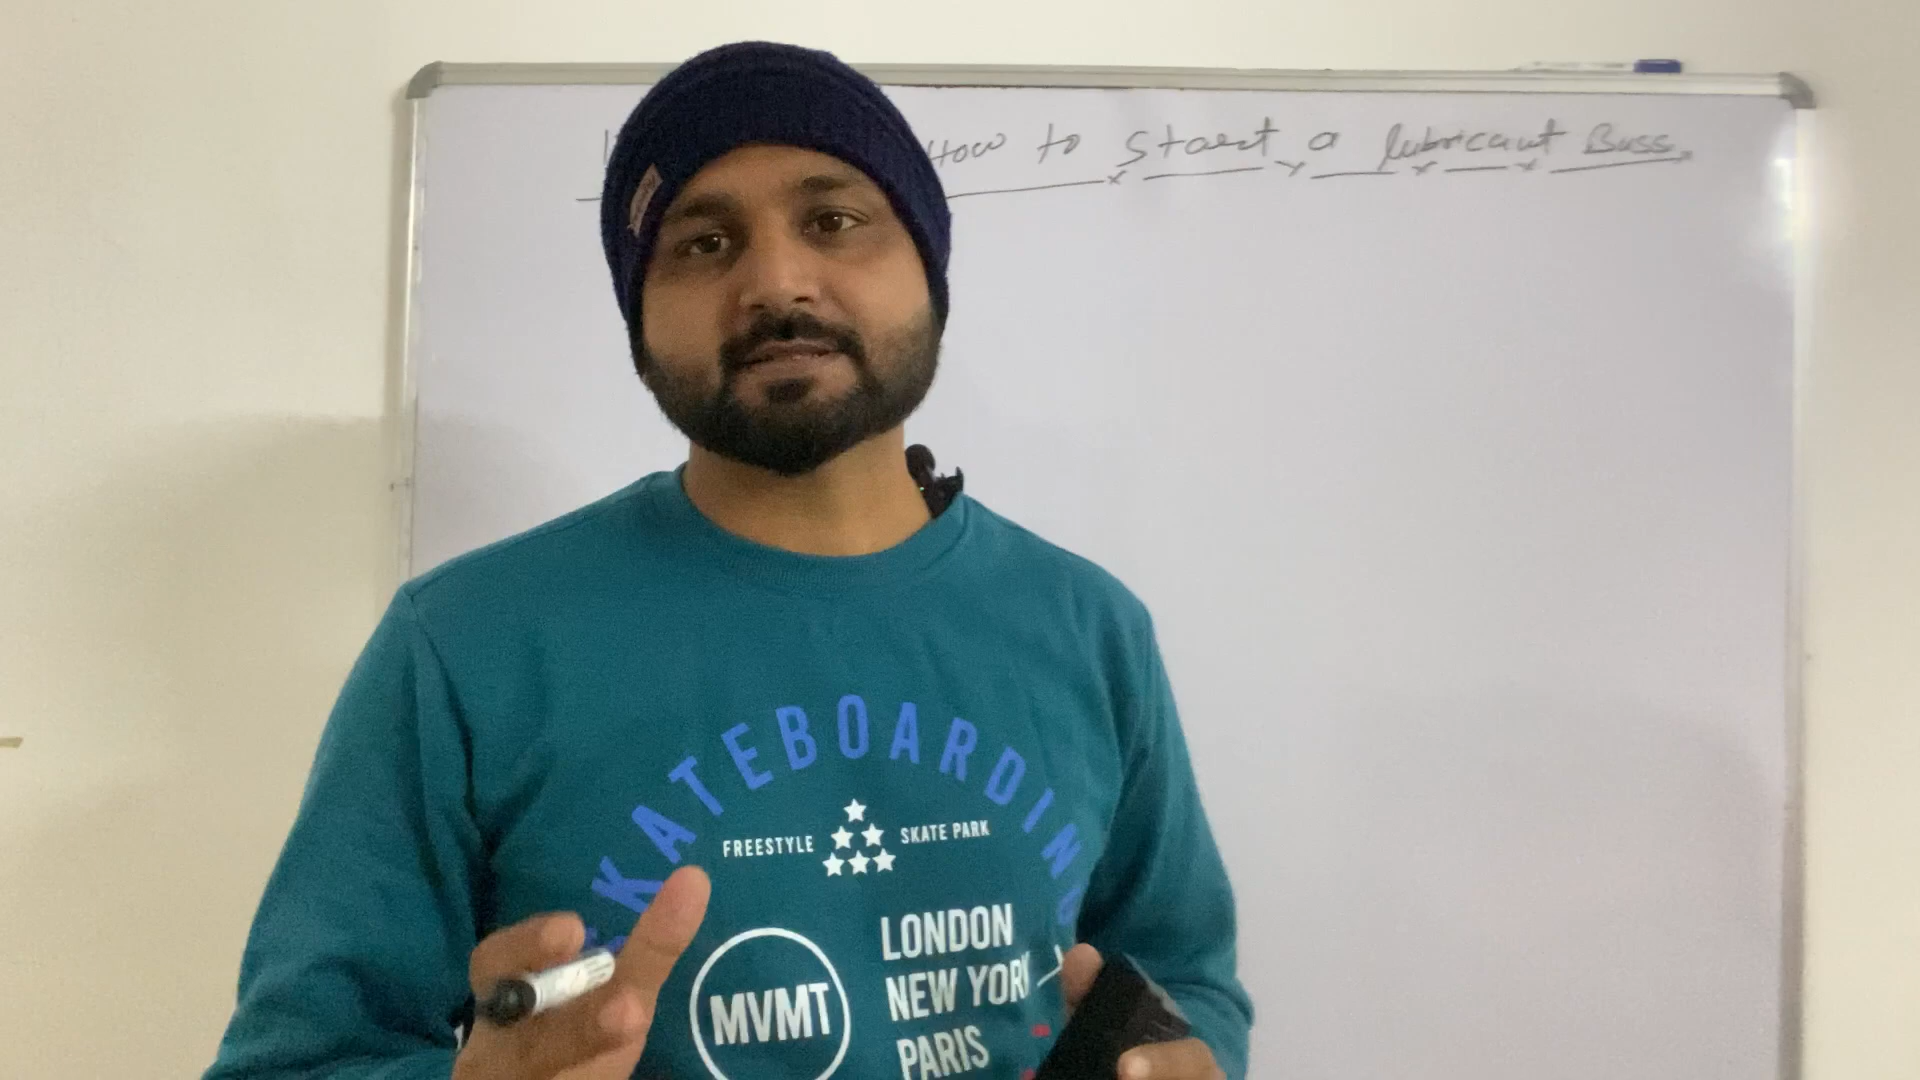 How to Start a lubricant Buss.
SKATEBOARDING
FREESTYLE SKATE PARK
MVMT
LONDON
NEW YORK
PARIS